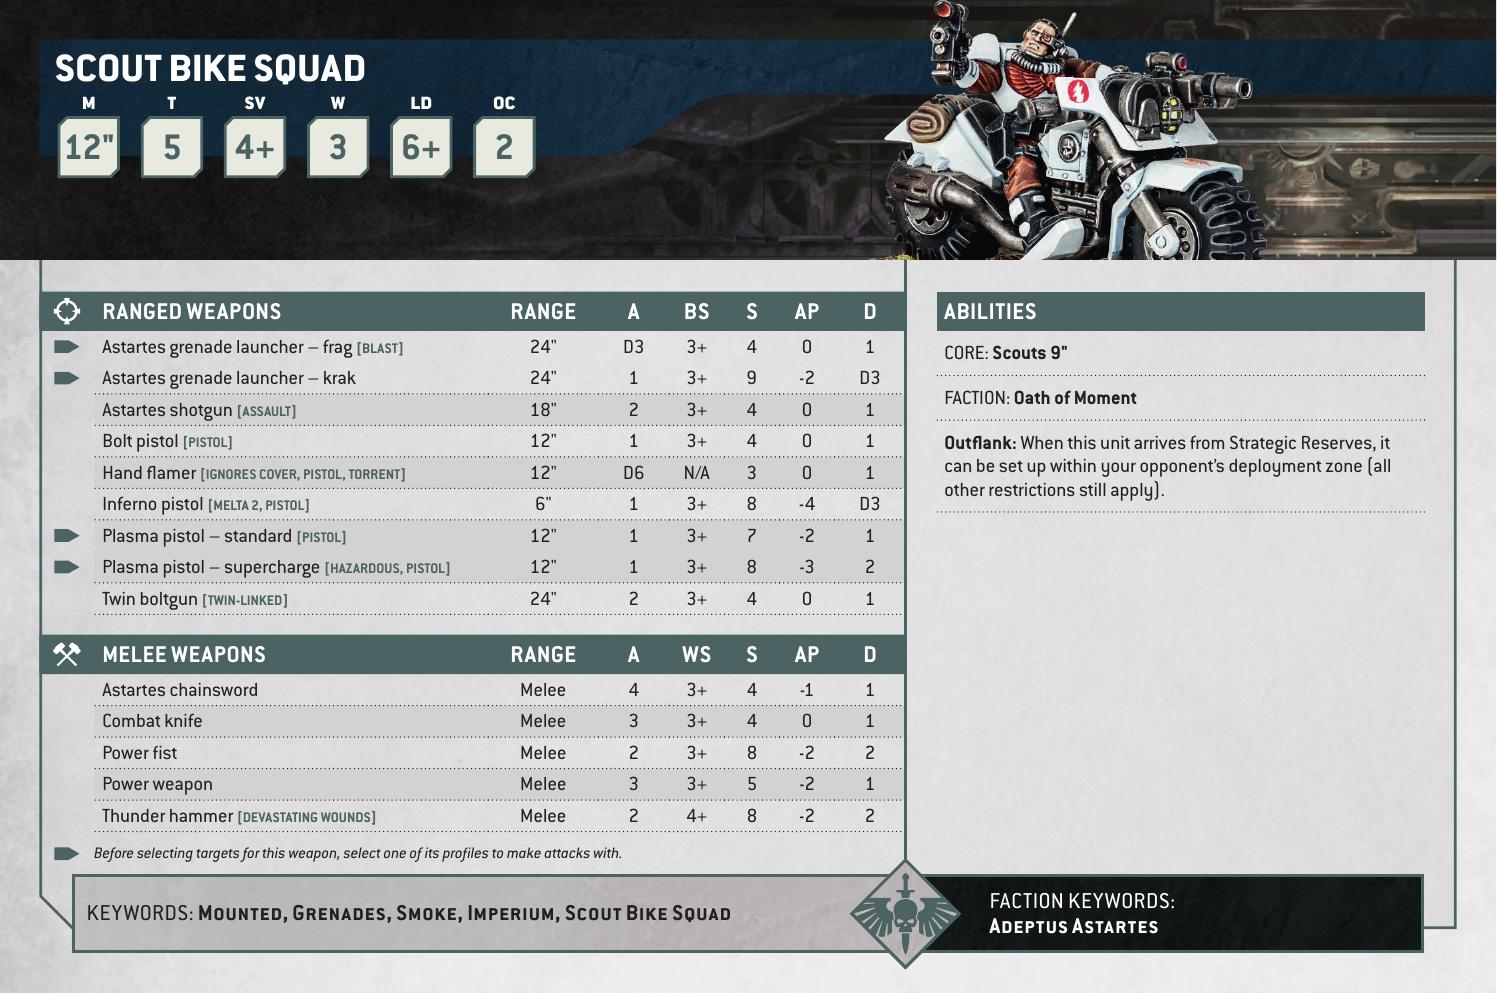 SCOUT BIKE SQUAD
M T SV W LD OC
12" 5 4+ 3 6+ 2
RANGED WEAPONS RANGE A BS S AP D
Astartes grenade launcher – frag [BLAST] 24" D3 3+ 4 0 1
Astartes grenade launcher – krak 24" 1 3+ 9 -2 D3
Astartes shotgun [ASSAULT] 18" 2 3+ 4 0 1
Bolt pistol [PISTOL] 12" 1 3+ 4 0 1
Hand flamer [IGNORES COVER, PISTOL, TORRENT] 12" D6 N/A 3 0 1
Inferno pistol [MELTA 2, PISTOL] 6" 1 3+ 8 -4 D3
Plasma pistol – standard [PISTOL] 12" 1 3+ 7 -2 1
Plasma pistol – supercharge [HAZARDOUS, PISTOL] 12" 1 3+ 8 -3 2
Twin boltgun [TWIN-LINKED] 24" 2 3+ 4 0 1
MELEE WEAPONS RANGE A WS S AP D
Astartes chainsword Melee 4 3+ 4 -1 1
Combat knife Melee 3 3+ 4 0 1
Power fist Melee 2 3+ 8 -2 2
Power weapon Melee 3 3+ 5 -2 1
Thunder hammer [DEVASTATING WOUNDS] Melee 2 4+ 8 -2 2
Before selecting targets for this weapon, select one of its profiles to make attacks with.
ABILITIES
CORE: Scouts 9"
FACTION: Oath of Moment
Outflank: When this unit arrives from Strategic Reserves, it
can be set up within your opponent's deployment zone (all
other restrictions still apply).
KEYWORDS: MOUNTED, GRENADES, SMOKE, IMPERIUM, SCOUT BIKE SQUAD
FACTION KEYWORDS:
ADEPTUS ASTARTES